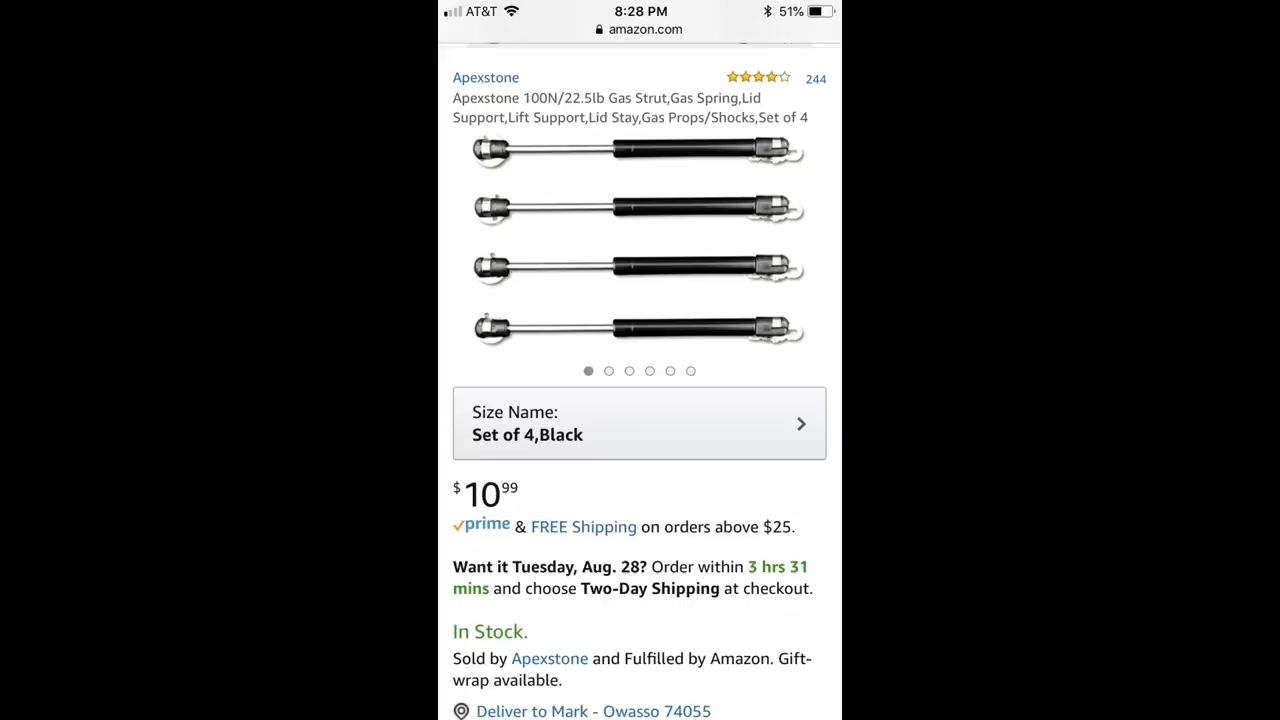 AT&T 8:28 PM 51%
amazon.com
Apexstone 244
Apexstone 100N/22.5lb Gas Strut,Gas Spring,Lid
Support,Lift Support,Lid Stay,Gas Props/Shocks,Set of 4
Size Name:
Set of 4,Black
$10 99
prime & FREE Shipping on orders above $25.
Want it Tuesday, Aug. 28? Order within 3 hrs 31
mins and choose Two-Day Shipping at checkout.
In Stock.
Sold by Apexstone and Fulfilled by Amazon. Gift-
wrap available.
Deliver to Mark - Owasso 74055